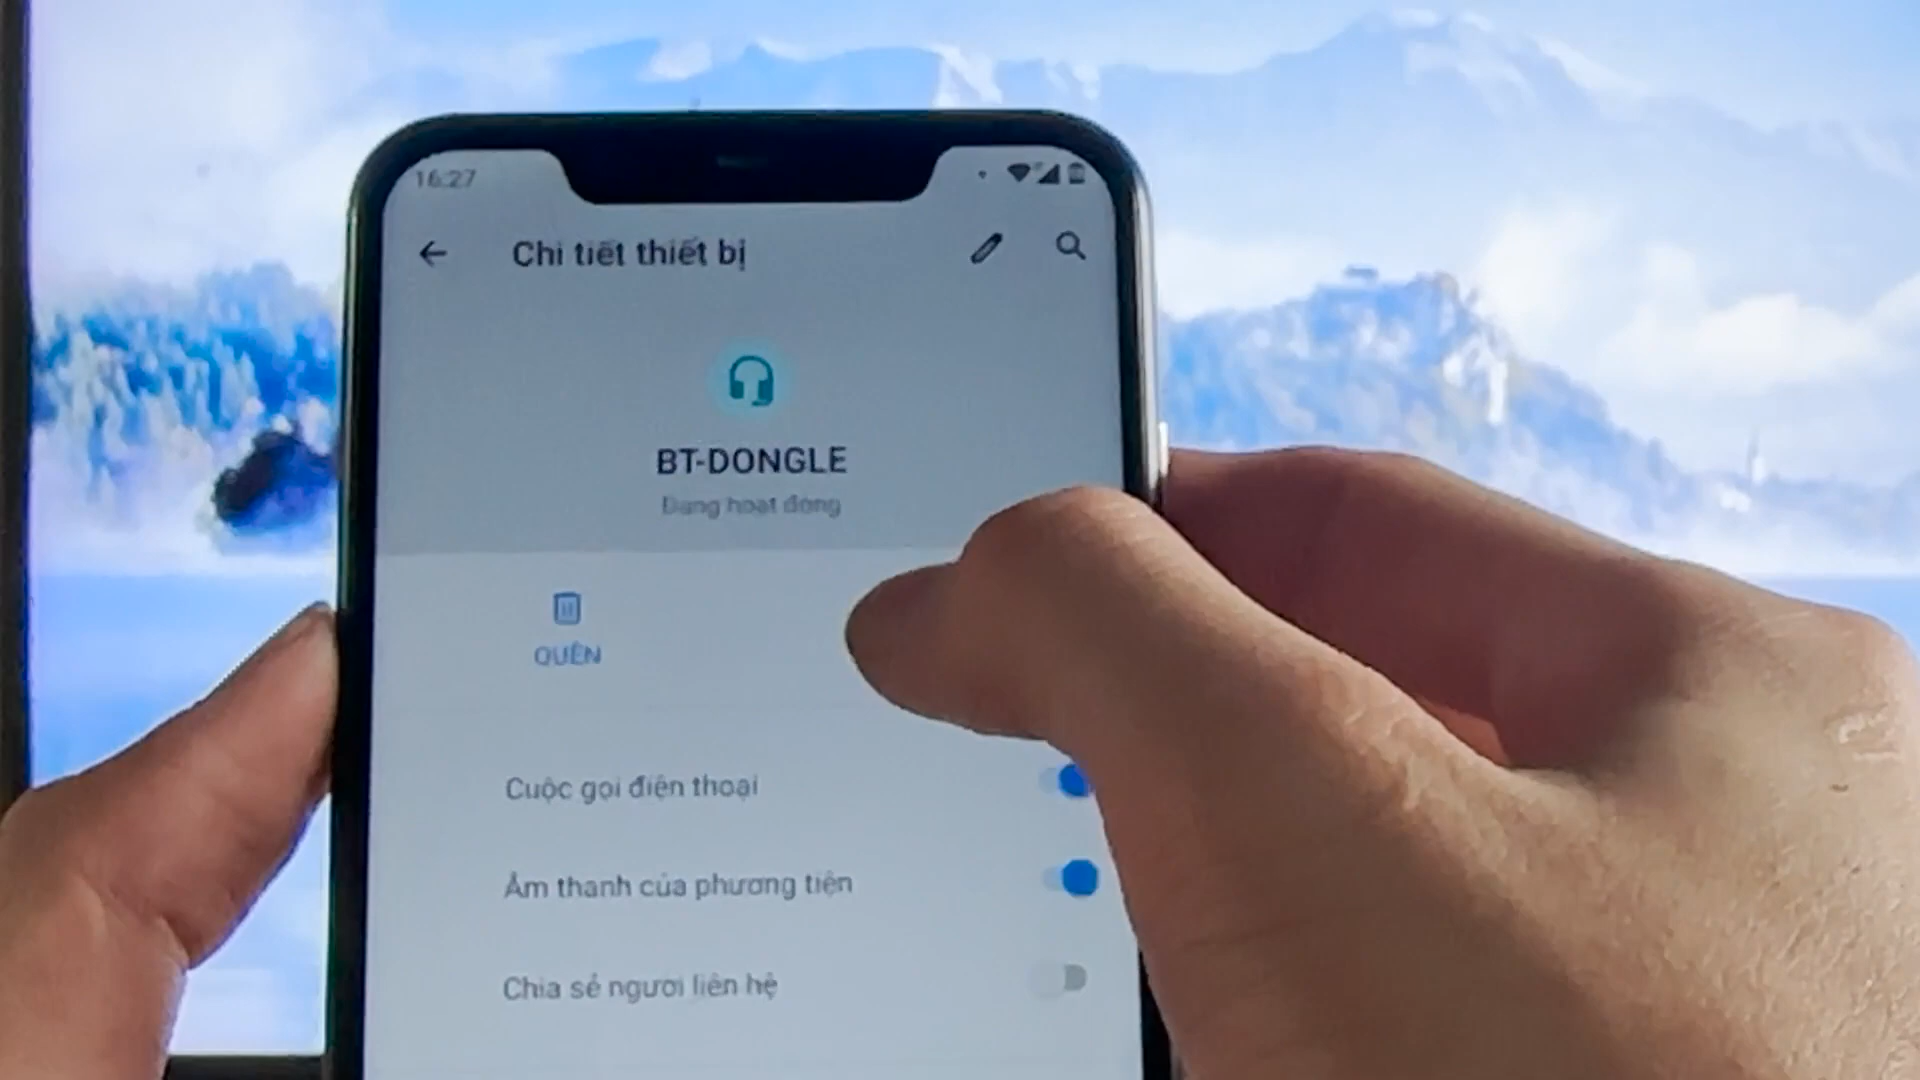 16:27
Chi tiết thiết bị
BT-DONGLE
Đang hoạt động
QUÊN
Cuộc gọi điện thoại
Âm thanh của phương tiện
Chia sẻ người liên hệ